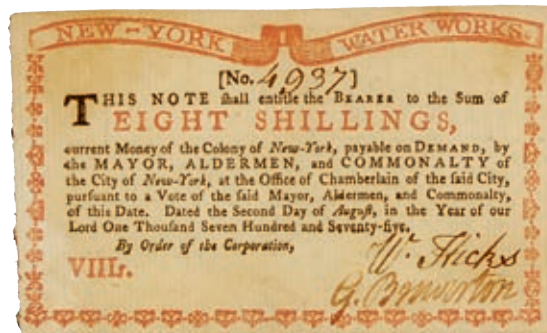 NEW-YORK WATER WORKS.
[No. 4,937]
THIS NOTE ſhall entitle the BEARER to the Sum of
EIGHT SHILLINGS,
current Money of the Colony of New-York, payable on DEMAND, by
the MAYOR, ALDERMEN, and COMMONALTY of
the City of New-York, at the Office of Chamberlain of the ſaid City,
purſuant to a Vote of the ſaid Mayor, Aldermen, and Commonalty,
of this Date. Dated the Second Day of Auguſt, in the Year of our
Lord One Thouſand Seven Hundred and Seventy-five.
By Order of the Corporation,
W. Hicks
VIIIs.
G.